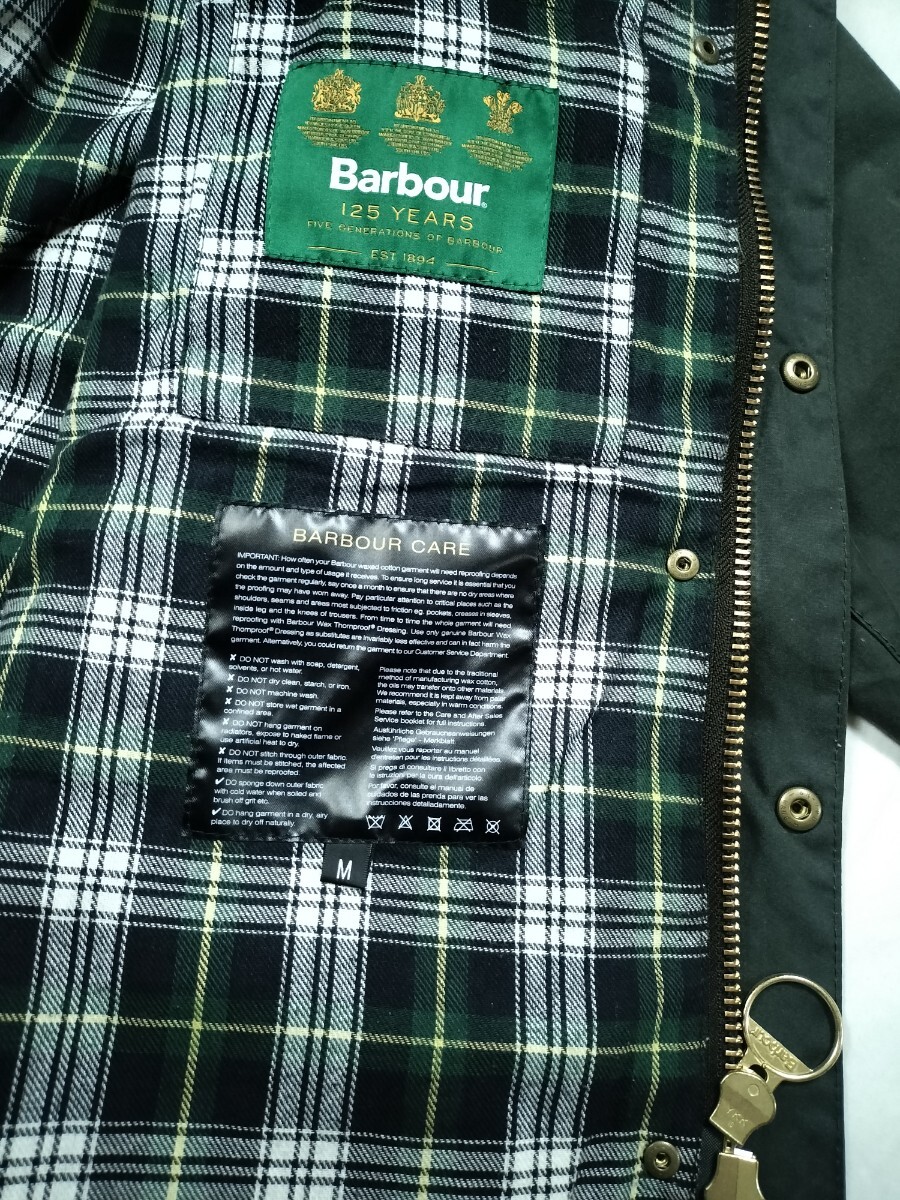 Barbour
125 YEARS
FIVE GENERATIONS OF BARBOUR
EST 1894
BARBOUR CARE
IMPORTANT: How often your Barbour waxed cotton garment will need reproofing depends
on the amount and type of usage it receives. To ensure long service it is essential that you
check the garment regularly, say once a month to ensure that there are no dry areas where
the proofing may have worn away. Pay particular attention to critical places such as the
shoulders, seams and areas most subjected to friction eg. pockets, creases in sleeves,
inside leg and the knees of trousers. From time to time the whole garment will need
reproofing with Barbour Wax Thornproof® Dressing. Use only genuine Barbour Wax
Thornproof® Dressing as substitutes are invariably less effective and can in fact harm the
garment. Alternatively, you could return the garment to our Customer Service Department.
✘ DO NOT wash with soap, detergent,
solvents, or hot water.
✘ DO NOT dry clean, starch, or iron.
✘ DO NOT machine wash.
✘ DO NOT store wet garment in a
confined area.
✘ DO NOT hang garment on
radiators, expose to naked flame or
use artificial heat to dry.
✘ DO NOT stitch through outer fabric.
If items must be stitched, the affected
area must be reproofed.
✔ DO sponge down outer fabric
with cold water when soiled and
brush off grit etc.
✔ DO hang garment in a dry, airy
place to dry off naturally.
Please note that due to the traditional
method of manufacturing wax cotton,
the oils may transfer onto other materials.
We recommend it is kept away from pale
materials, especially in warm conditions.
Please refer to the Care and After Sales
Service booklet for full instructions.
Ausführliche Gebrauchsanweisungen
siehe "Pflege" - Merkblatt.
Veuillez vous reporter au manuel
d'entretien pour les instructions détaillées.
Si prega di consultare il libretto con
le istruzioni per la cura dell'articolo.
Por favor, consulte al manual de
cuidados de las prenda para ver las
instrucciones detalladamente.
M
Barbour